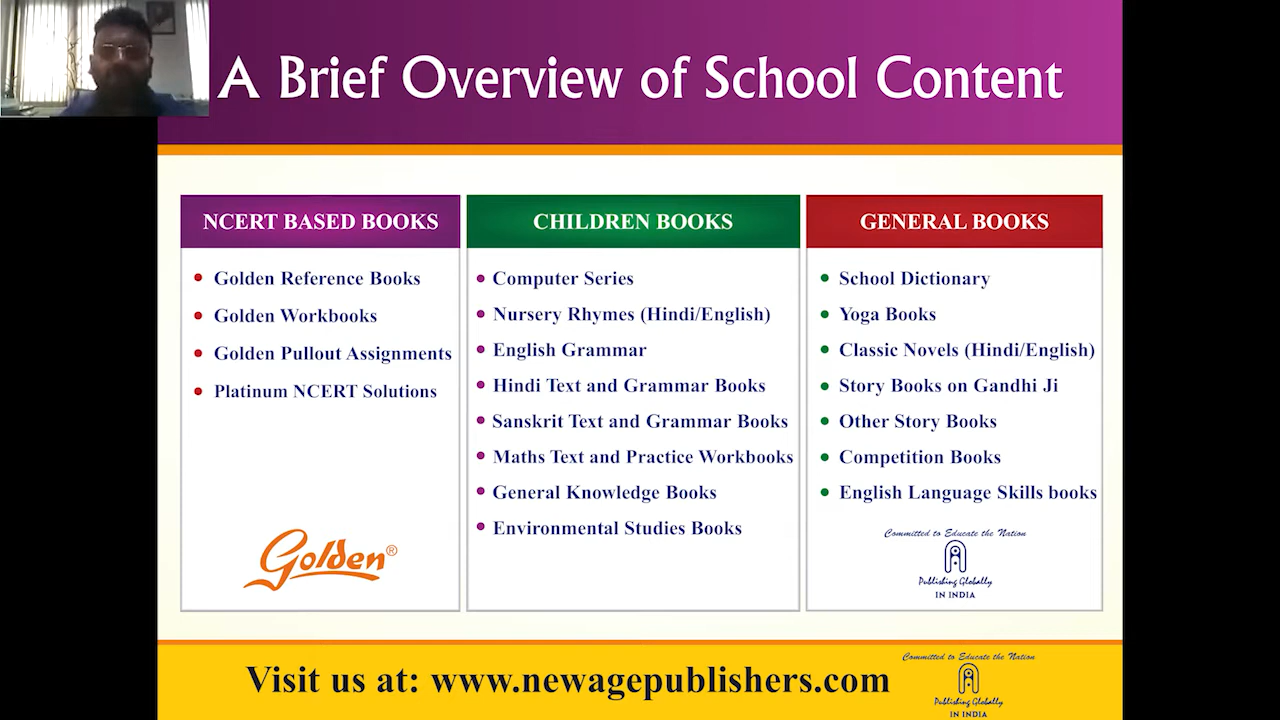 A Brief Overview of School Content
NCERT BASED BOOKS
Golden Reference Books
Golden Workbooks
Golden Pullout Assignments
Platinum NCERT Solutions
Golden®
CHILDREN BOOKS
Computer Series
Nursery Rhymes (Hindi/English)
English Grammar
Hindi Text and Grammar Books
Sanskrit Text and Grammar Books
Maths Text and Practice Workbooks
General Knowledge Books
Environmental Studies Books
GENERAL BOOKS
School Dictionary
Yoga Books
Classic Novels (Hindi/English)
Story Books on Gandhi Ji
Other Story Books
Competition Books
English Language Skills books
Committed to Educate the Nation
Publishing Globally
IN INDIA
Visit us at: www.newagepublishers.com
Committed to Educate the Nation
Publishing Globally
IN INDIA